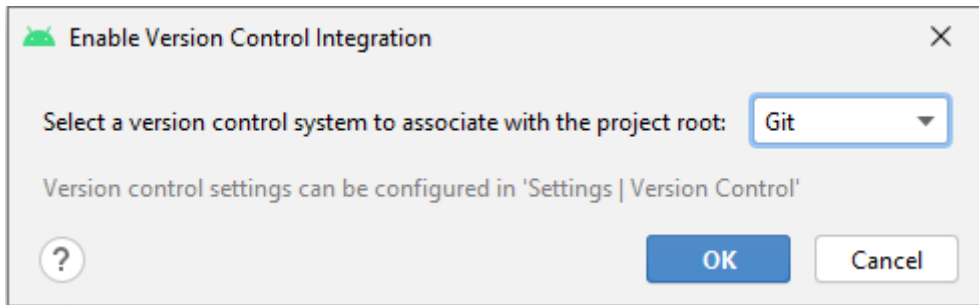 Enable Version Control Integration
Select a version control system to associate with the project root: Git
Version control settings can be configured in 'Settings | Version Control'
? OK Cancel